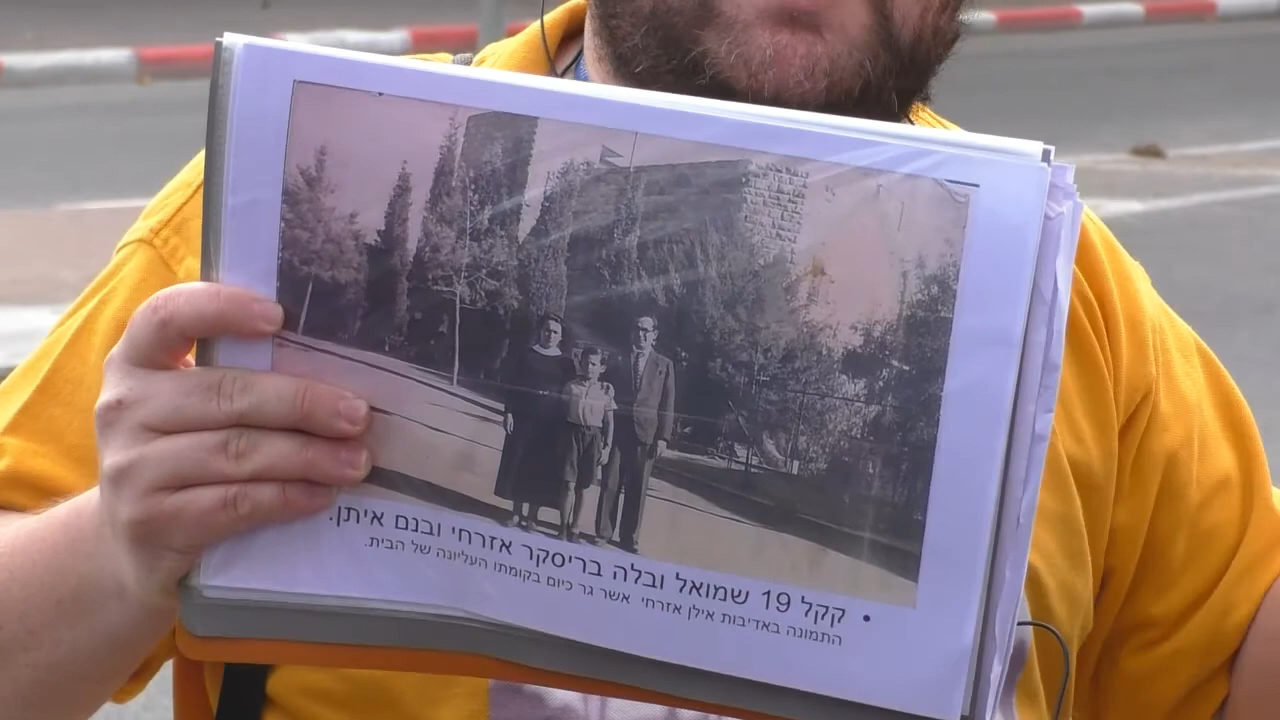 • קקל 19 שמואל ובלה בריסקר אזרחי ובנם איתן.
התמונה באדיבות אילן אזרחי אשר גר כיום בקומתו העליונה של הבית.